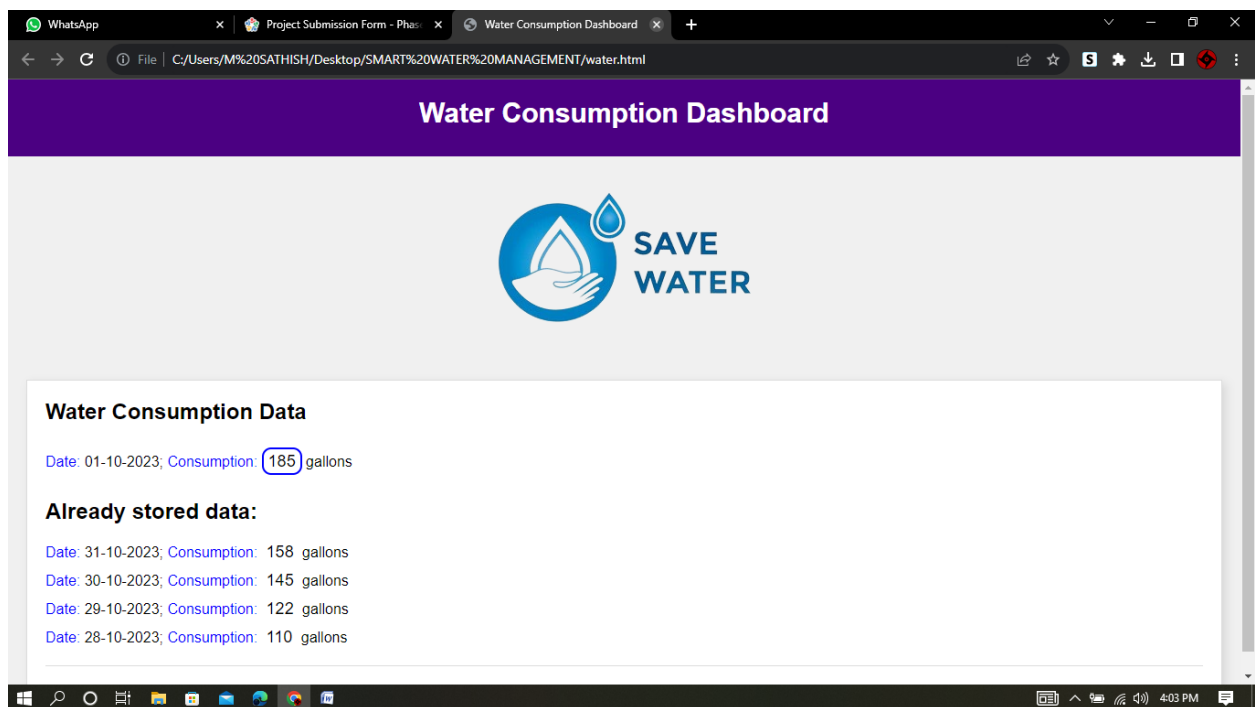 WhatsApp Project Submission Form - Phas Water Consumption Dashboard
File C:/Users/M%20SATHISH/Desktop/SMART%20WATER%20MANAGEMENT/water.html
Water Consumption Dashboard
SAVE
WATER
Water Consumption Data
Date: 01-10-2023; Consumption: 185 gallons
Already stored data:
Date: 31-10-2023; Consumption: 158 gallons
Date: 30-10-2023; Consumption: 145 gallons
Date: 29-10-2023; Consumption: 122 gallons
Date: 28-10-2023; Consumption: 110 gallons
4:03 PM